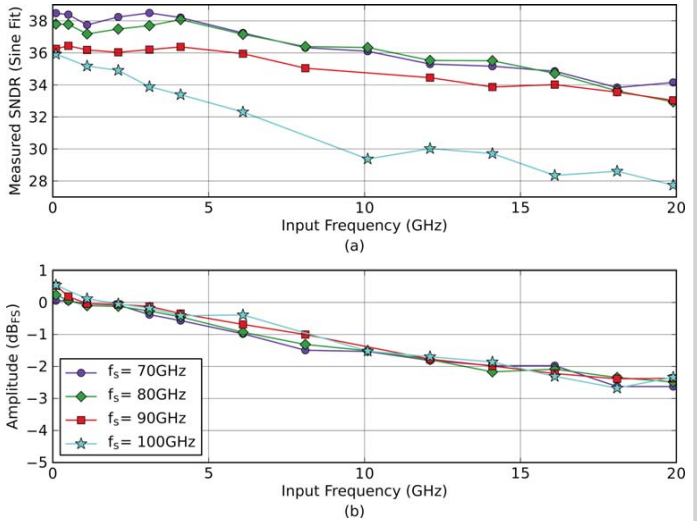 38
36
34
32
30
28
Measured SNDR (Sine Fit)
0 5 10 15 20
Input Frequency (GHz)
(a)
1
0
−1
−2
−3
−4
−5
Amplitude (dBFS)
fs= 70GHz
fs= 80GHz
fs= 90GHz
fs= 100GHz
0 5 10 15 20
Input Frequency (GHz)
(b)